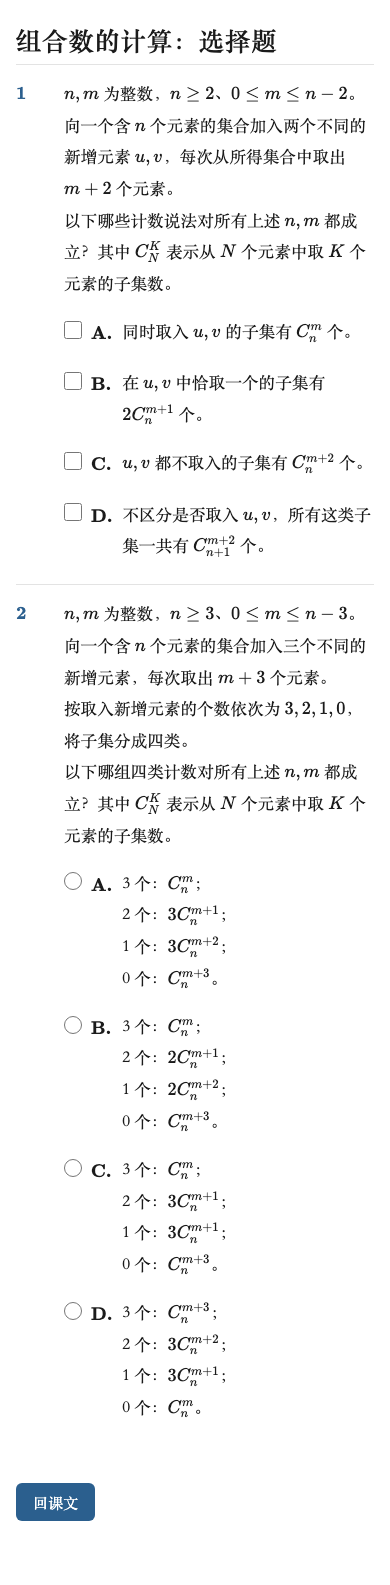 组合数的计算：选择题
1 n, m 为整数，n ≥ 2、0 ≤ m ≤ n − 2。
向一个含 n 个元素的集合加入两个不同的
新增元素 u, v，每次从所得集合中取出
m + 2 个元素。
以下哪些计数说法对所有上述 n, m 都成
立？其中 C_N^K 表示从 N 个元素中取 K 个
元素的子集数。
A. 同时取入 u, v 的子集有 C_n^m 个。
B. 在 u, v 中恰取一个的子集有
2C_n^{m+1} 个。
C. u, v 都不取入的子集有 C_n^{m+2} 个。
D. 不区分是否取入 u, v，所有这类子
集一共有 C_{n+1}^{m+2} 个。
2 n, m 为整数，n ≥ 3、0 ≤ m ≤ n − 3。
向一个含 n 个元素的集合加入三个不同的
新增元素，每次取出 m + 3 个元素。
按取入新增元素的个数依次为 3, 2, 1, 0，
将子集分成四类。
以下哪组四类计数对所有上述 n, m 都成
立？其中 C_N^K 表示从 N 个元素中取 K 个
元素的子集数。
A. 3 个：C_n^m；
2 个：3C_n^{m+1}；
1 个：3C_n^{m+2}；
0 个：C_n^{m+3}。
B. 3 个：C_n^m；
2 个：2C_n^{m+1}；
1 个：2C_n^{m+2}；
0 个：C_n^{m+3}。
C. 3 个：C_n^m；
2 个：3C_n^{m+1}；
1 个：3C_n^{m+1}；
0 个：C_n^{m+3}。
D. 3 个：C_n^{m+3}；
2 个：3C_n^{m+2}；
1 个：3C_n^{m+1}；
0 个：C_n^m。
回课文